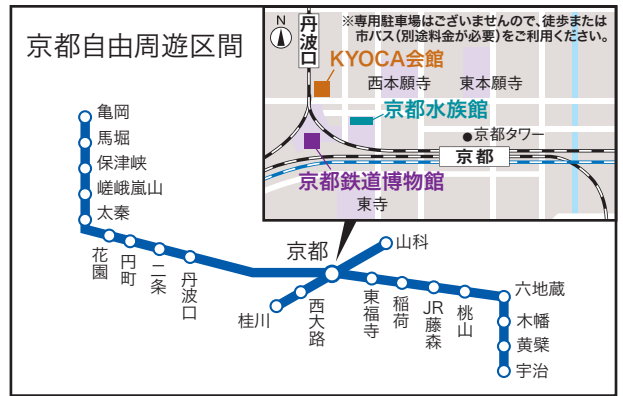 京都自由周遊区間
N
※専用駐車場はございませんので、徒歩または
市バス(別途料金が必要)をご利用ください。
丹波口
KYOCA会館
西本願寺
東本願寺
京都水族館
京都タワー
京都
京都鉄道博物館
東寺
亀岡
馬堀
保津峡
嵯峨嵐山
太秦
花園
円町
二条
丹波口
京都
山科
桂川
西大路
東福寺
稲荷
JR藤森
桃山
六地蔵
木幡
黄檗
宇治